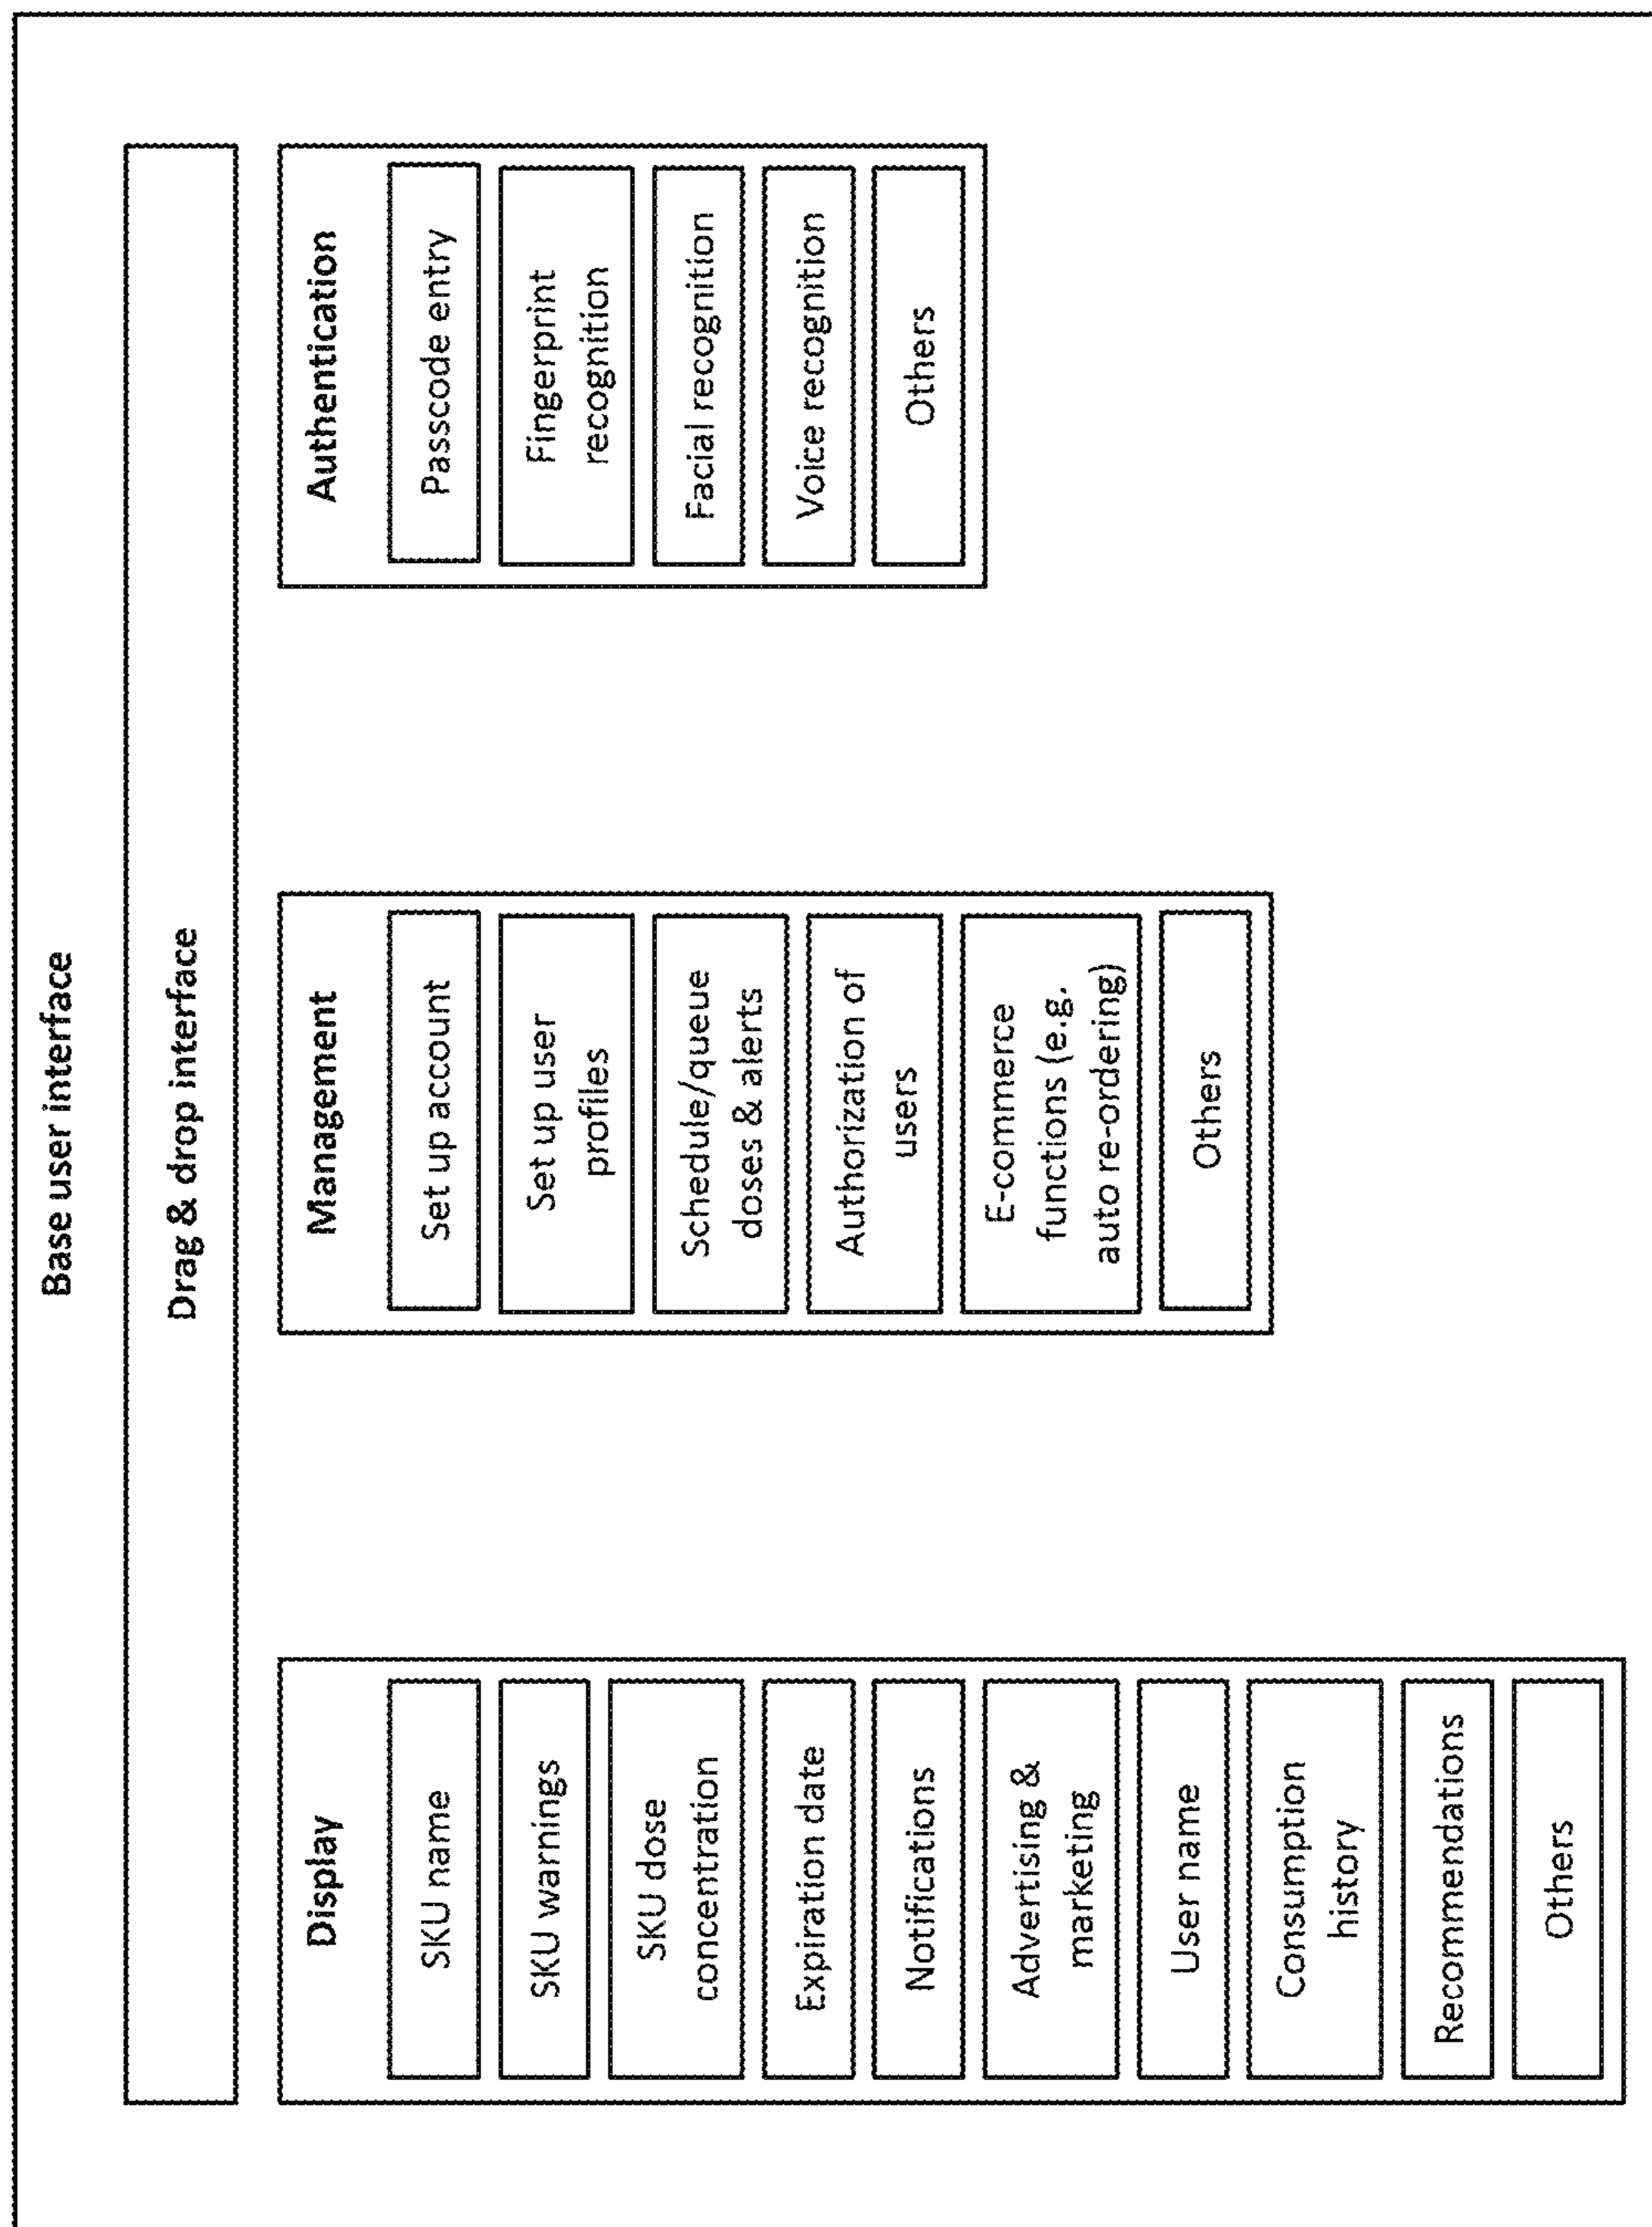 Base user interface
Drag & drop interface
Display
SKU name
SKU warnings
SKU dose
concentration
Expiration date
Notifications
Advertising &
marketing
User name
Consumption
history
Recommendations
Others
Management
Set up account
Set up user
profiles
Schedule/queue
doses & alerts
Authorization of
users
E-commerce
functions (e.g.
auto re-ordering)
Others
Authentication
Passcode entry
Fingerprint
recognition
Facial recognition
Voice recognition
Others